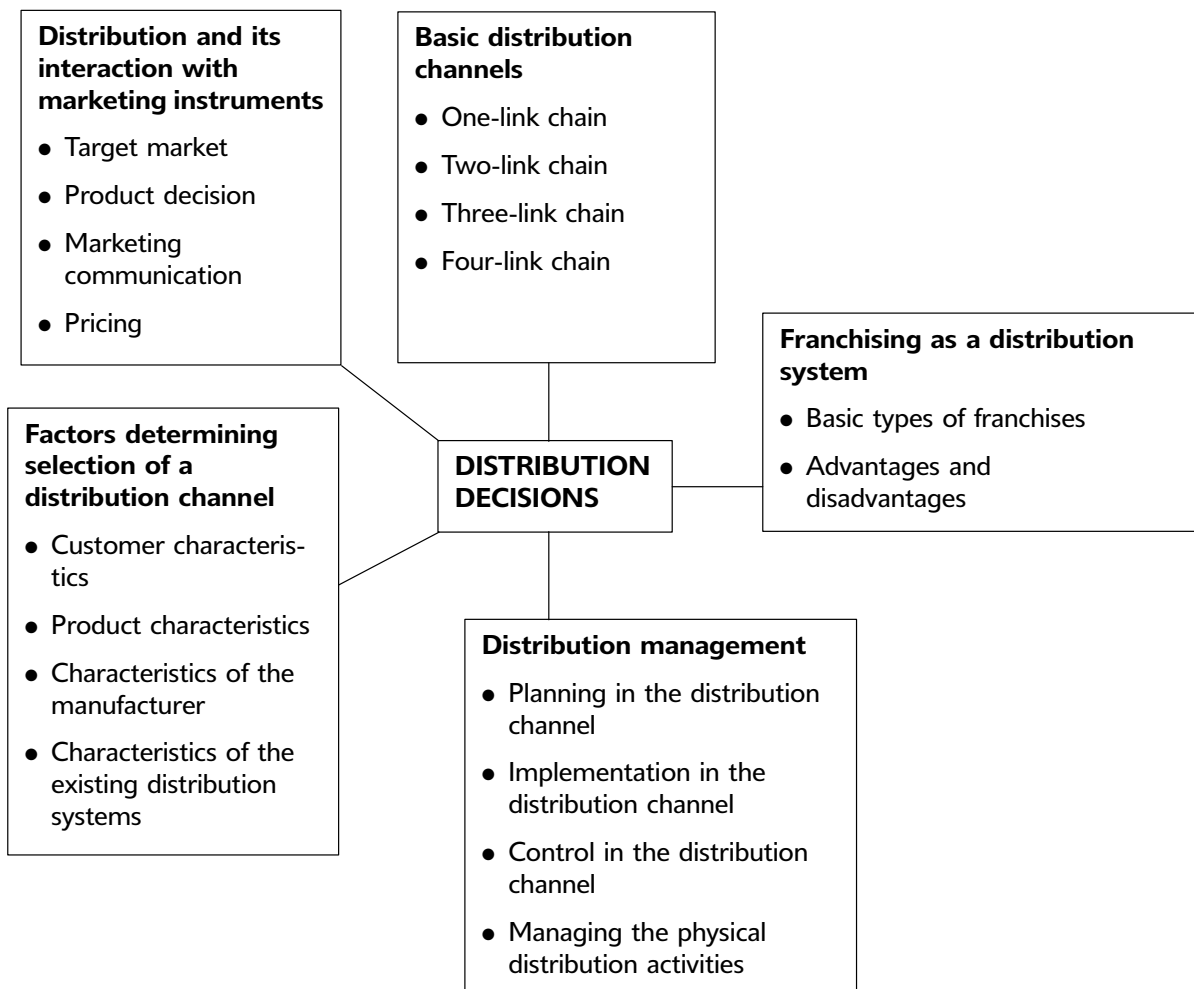 Distribution and its
interaction with
marketing instruments
● Target market
● Product decision
● Marketing
communication
● Pricing
Basic distribution
channels
● One-link chain
● Two-link chain
● Three-link chain
● Four-link chain
Franchising as a distribution
system
● Basic types of franchises
● Advantages and
disadvantages
Factors determining
selection of a
distribution channel
● Customer characteris-
tics
● Product characteristics
● Characteristics of the
manufacturer
● Characteristics of the
existing distribution
systems
DISTRIBUTION
DECISIONS
Distribution management
● Planning in the distribution
channel
● Implementation in the
distribution channel
● Control in the distribution
channel
● Managing the physical
distribution activities